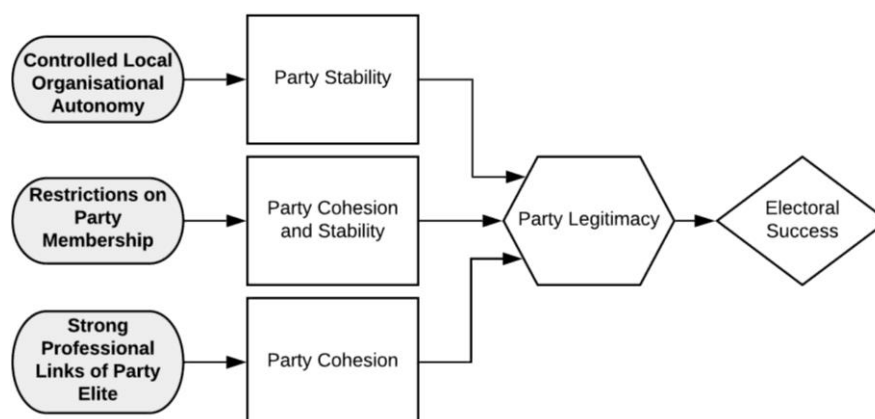 Controlled Local
Organisational
Autonomy
Party Stability
Restrictions on
Party
Membership
Party Cohesion
and Stability
Party Legitimacy
Electoral
Success
Strong
Professional
Links of Party
Elite
Party Cohesion